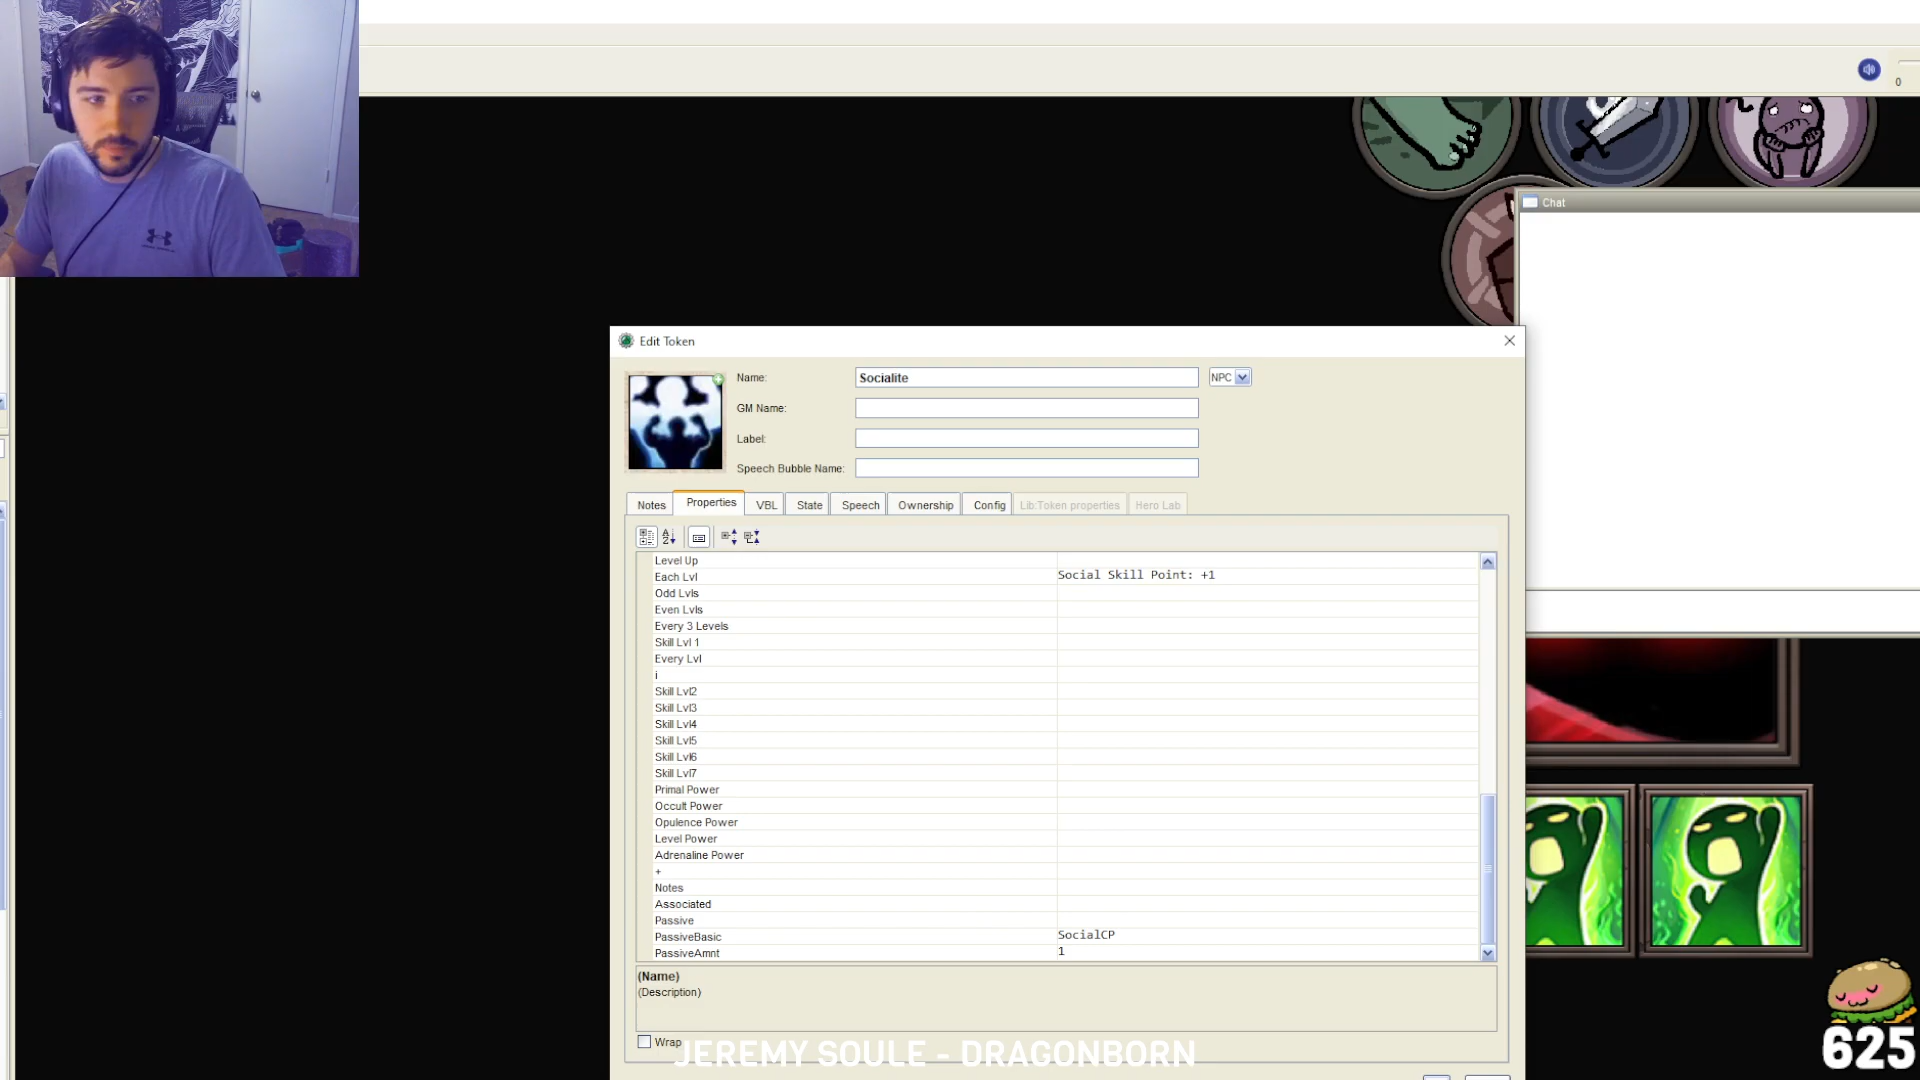 0
Chat
Edit Token
Name:
Socialite
NPC
GM Name:
Label:
Speech Bubble Name:
Notes
Properties
VBL
State
Speech
Ownership
Config
Lib:Token properties
Hero Lab
Level Up
Each Lvl
Social Skill Point: +1
Odd Lvls
Even Lvls
Every 3 Levels
Skill Lvl 1
Every Lvl
i
Skill Lvl2
Skill Lvl3
Skill Lvl4
Skill Lvl5
Skill Lvl6
Skill Lvl7
Primal Power
Occult Power
Opulence Power
Level Power
Adrenaline Power
+
Notes
Associated
Passive
PassiveBasic
SocialCP
PassiveAmnt
1
(Name)
(Description)
Wrap
JEREMY SOULE - DRAGONBORN
625